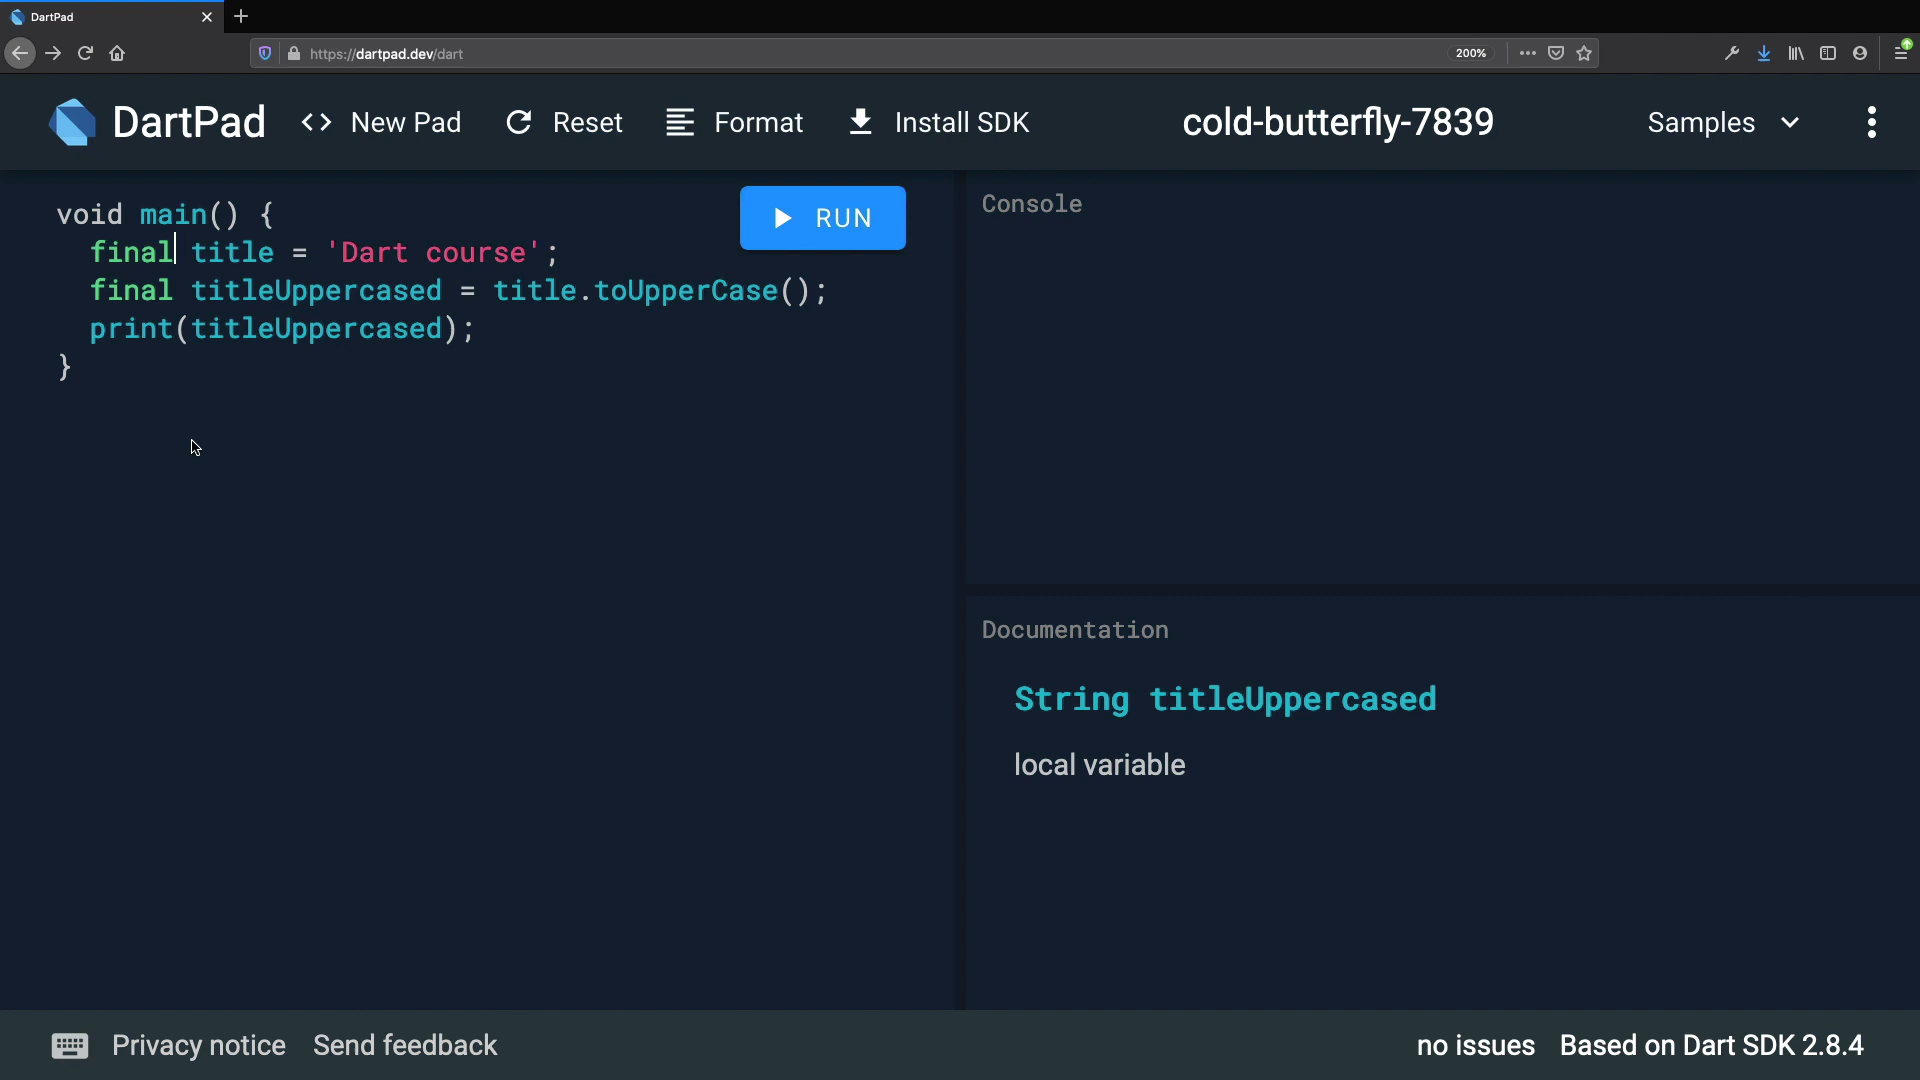 DartPad
https://dartpad.dev/dart
200%
DartPad
New Pad
Reset
Format
Install SDK
cold-butterfly-7839
Samples
void main() {
  final title = 'Dart course';
  final titleUppercased = title.toUpperCase();
  print(titleUppercased);
}
RUN
Console
Documentation
String titleUppercased
local variable
Privacy notice
Send feedback
no issues
Based on Dart SDK 2.8.4